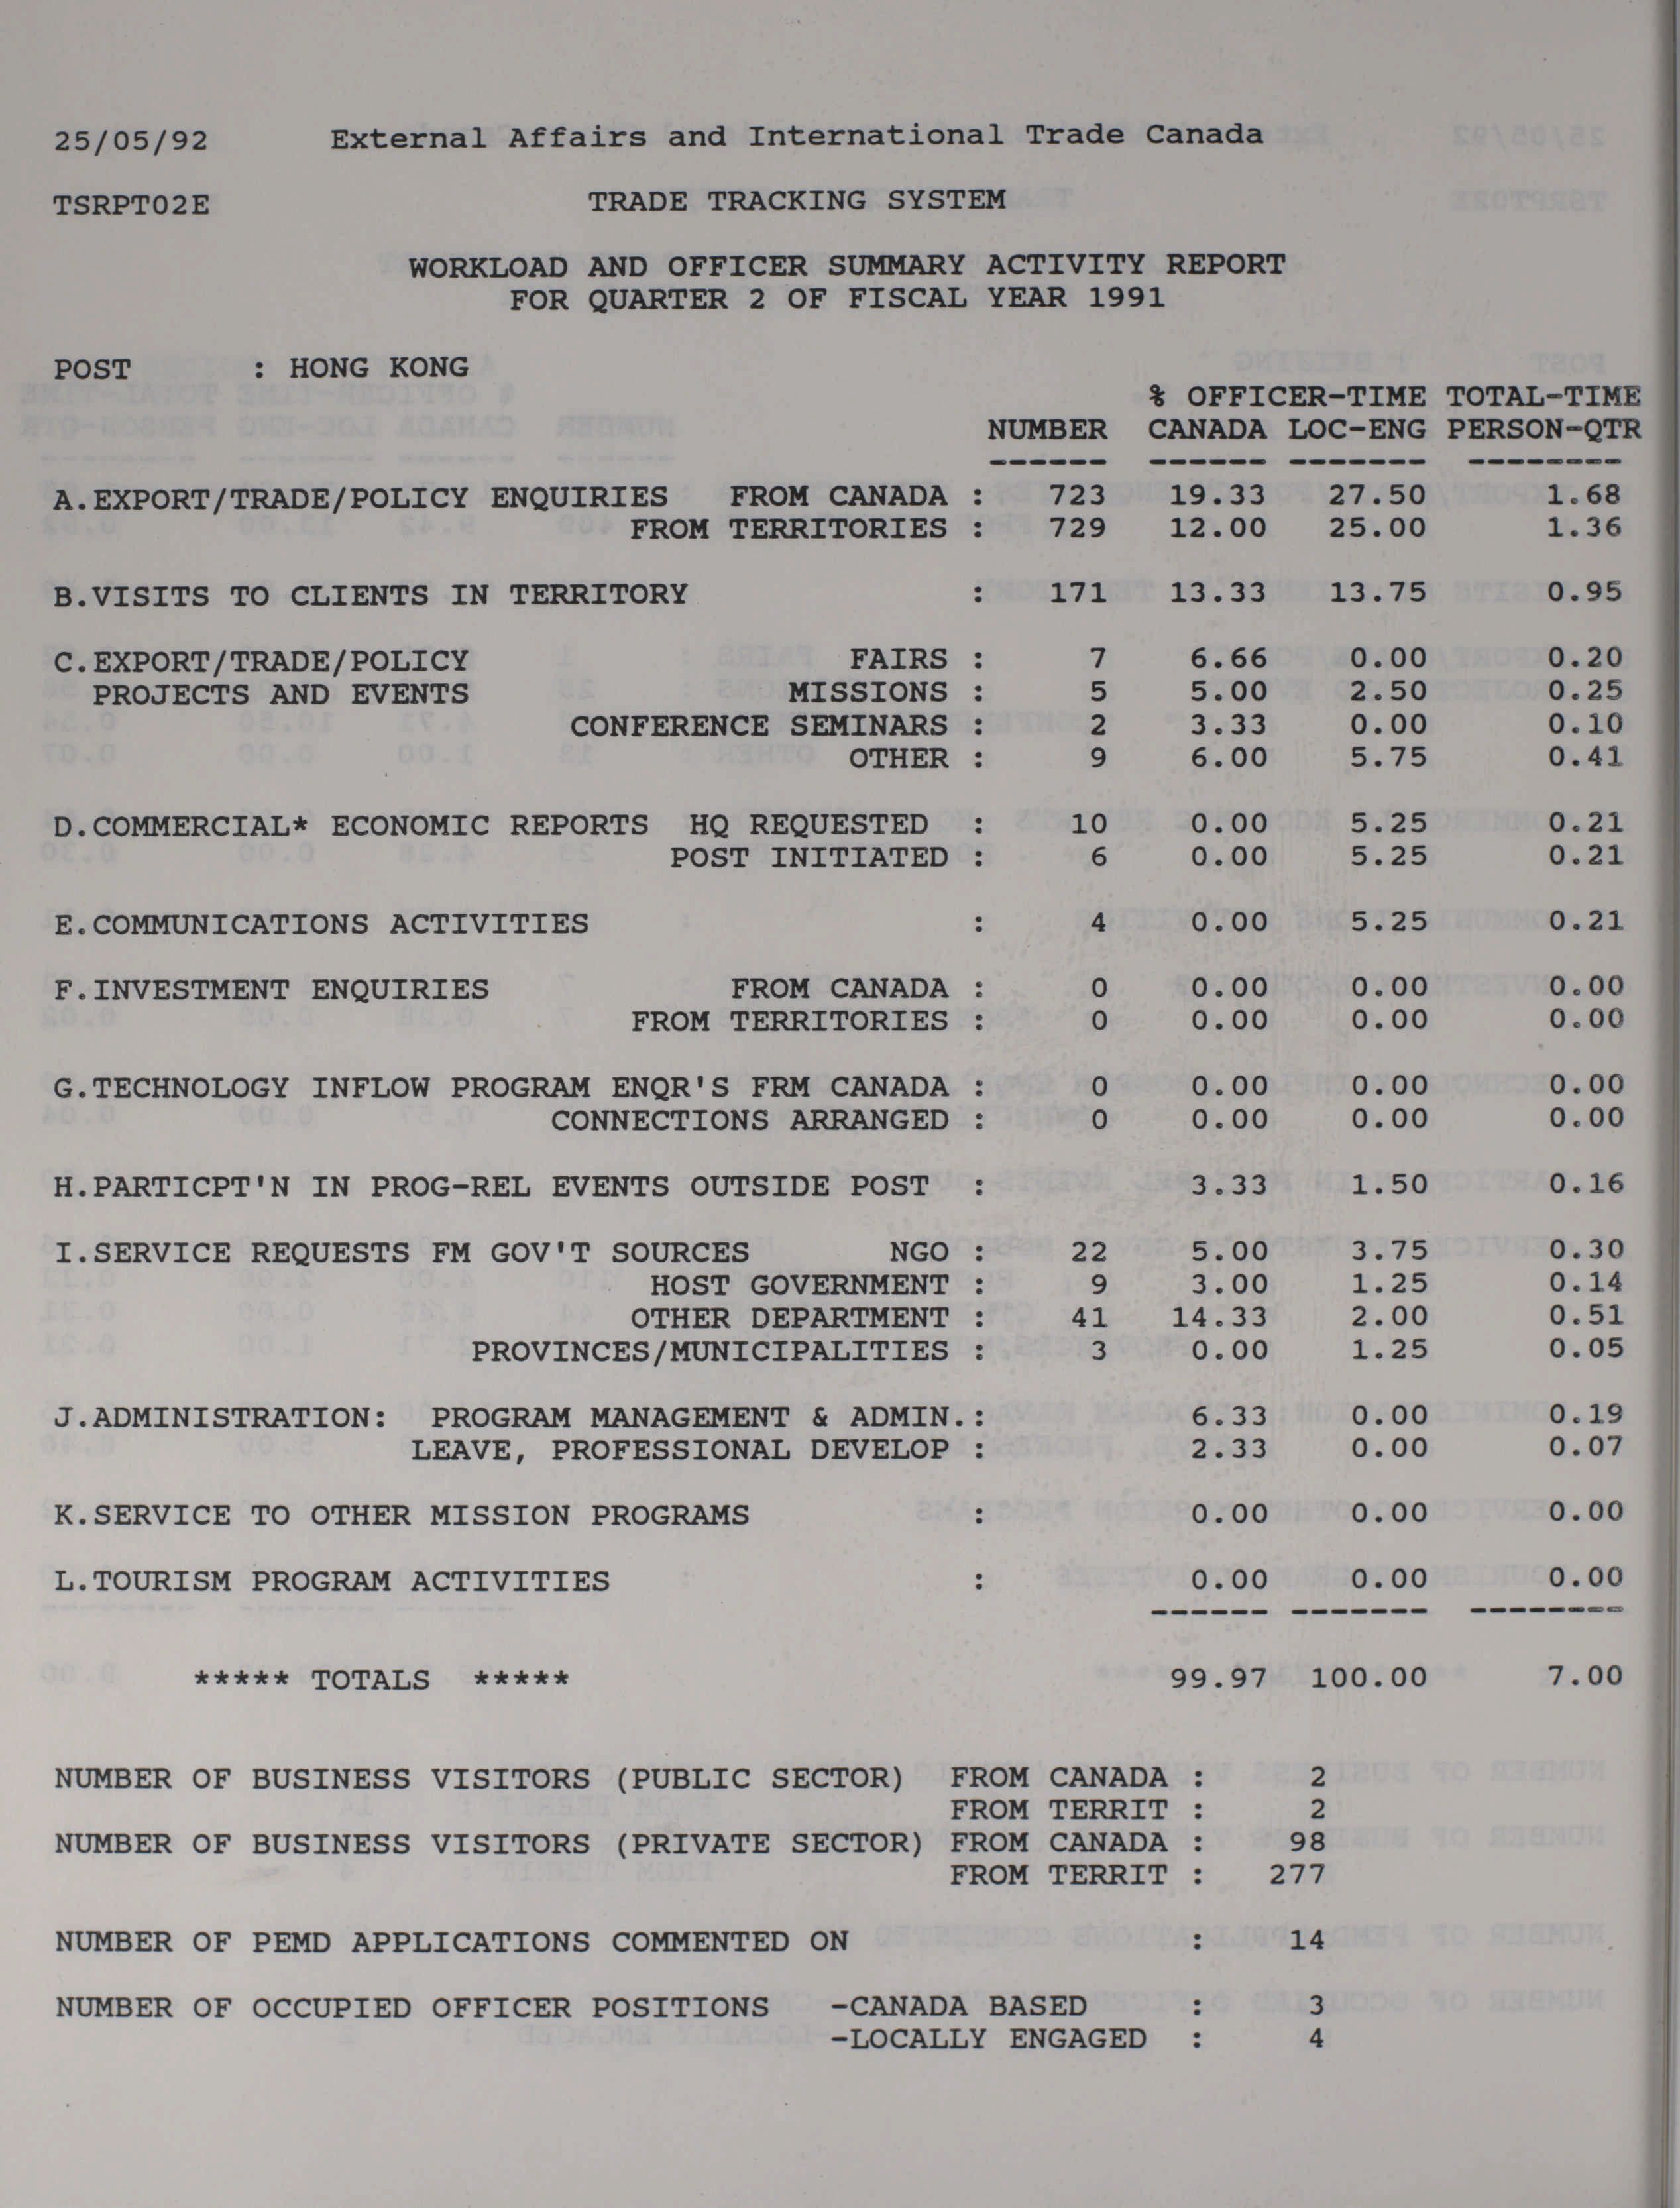 25/05/92 External Affairs and International Trade Canada
TSRPT02E TRADE TRACKING SYSTEM
WORKLOAD AND OFFICER SUMMARY ACTIVITY REPORT
FOR QUARTER 2 OF FISCAL YEAR 1991
POST : HONG KONG
% OFFICER-TIME TOTAL-TIME
NUMBER CANADA LOC-ENG PERSON-QTR
------ ------ ------- --------
A.EXPORT/TRADE/POLICY ENQUIRIES FROM CANADA : 723 19.33 27.50 1.68
FROM TERRITORIES : 729 12.00 25.00 1.36
B.VISITS TO CLIENTS IN TERRITORY : 171 13.33 13.75 0.95
C.EXPORT/TRADE/POLICY FAIRS : 7 6.66 0.00 0.20
PROJECTS AND EVENTS MISSIONS : 5 5.00 2.50 0.25
CONFERENCE SEMINARS : 2 3.33 0.00 0.10
OTHER : 9 6.00 5.75 0.41
D.COMMERCIAL* ECONOMIC REPORTS HQ REQUESTED : 10 0.00 5.25 0.21
POST INITIATED : 6 0.00 5.25 0.21
E.COMMUNICATIONS ACTIVITIES : 4 0.00 5.25 0.21
F.INVESTMENT ENQUIRIES FROM CANADA : 0 0.00 0.00 0.00
FROM TERRITORIES : 0 0.00 0.00 0.00
G.TECHNOLOGY INFLOW PROGRAM ENQR'S FRM CANADA : 0 0.00 0.00 0.00
CONNECTIONS ARRANGED : 0 0.00 0.00 0.00
H.PARTICPT'N IN PROG-REL EVENTS OUTSIDE POST : 3.33 1.50 0.16
I.SERVICE REQUESTS FM GOV'T SOURCES NGO : 22 5.00 3.75 0.30
HOST GOVERNMENT : 9 3.00 1.25 0.14
OTHER DEPARTMENT : 41 14.33 2.00 0.51
PROVINCES/MUNICIPALITIES : 3 0.00 1.25 0.05
J.ADMINISTRATION: PROGRAM MANAGEMENT & ADMIN.: 6.33 0.00 0.19
LEAVE, PROFESSIONAL DEVELOP : 2.33 0.00 0.07
K.SERVICE TO OTHER MISSION PROGRAMS : 0.00 0.00 0.00
L.TOURISM PROGRAM ACTIVITIES : 0.00 0.00 0.00
------ ------- --------
***** TOTALS ***** 99.97 100.00 7.00
NUMBER OF BUSINESS VISITORS (PUBLIC SECTOR) FROM CANADA : 2
FROM TERRIT : 2
NUMBER OF BUSINESS VISITORS (PRIVATE SECTOR) FROM CANADA : 98
FROM TERRIT : 277
NUMBER OF PEMD APPLICATIONS COMMENTED ON : 14
NUMBER OF OCCUPIED OFFICER POSITIONS -CANADA BASED : 3
-LOCALLY ENGAGED : 4